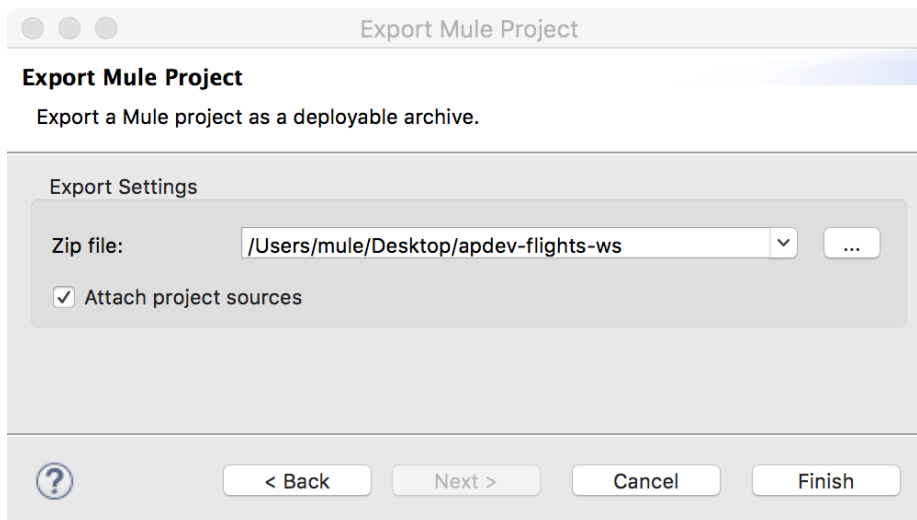 Export Mule Project
Export Mule Project
Export a Mule project as a deployable archive.
Export Settings
Zip file: /Users/mule/Desktop/apdev-flights-ws ...
Attach project sources
? < Back Next > Cancel Finish